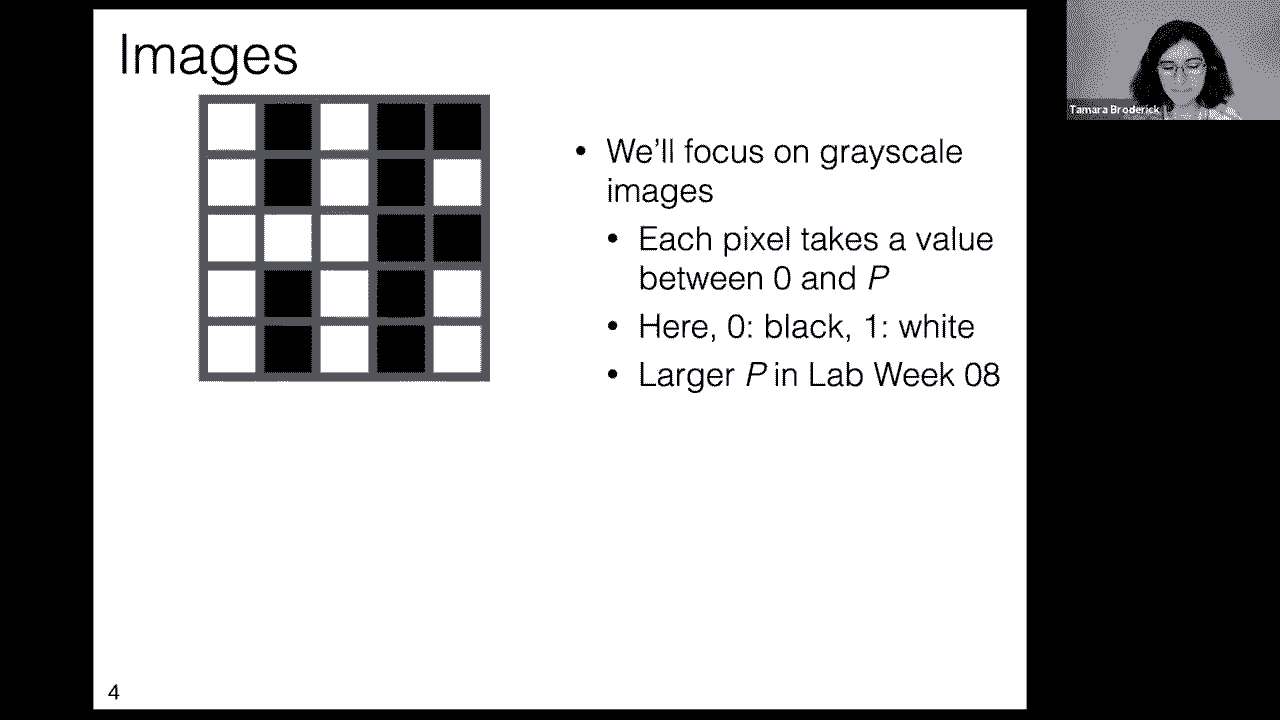 Images
Tamara Broderick
• We'll focus on grayscale
images
• Each pixel takes a value
between 0 and P
• Here, 0: black, 1: white
• Larger P in Lab Week 08
4